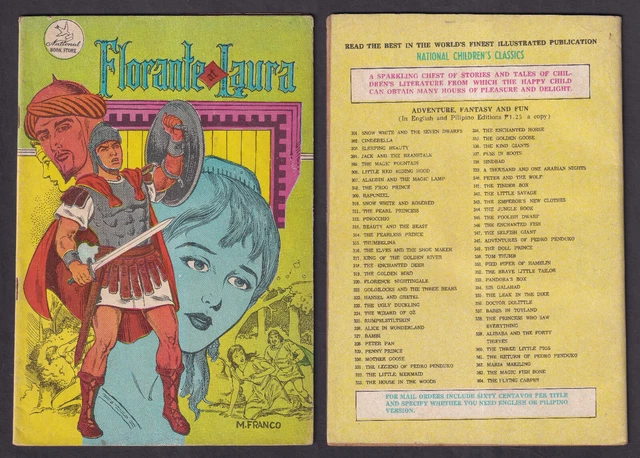 National
BOOK STORE
Florante at Laura
M. FRANCO
READ THE BEST IN THE WORLD'S FINEST ILLUSTRATED PUBLICATION
NATIONAL CHILDREN'S CLASSICS
A SPARKLING CHEST OF STORIES AND TALES OF CHIL-
DREN'S LITERATURE FROM WHICH THE HAPPY CHILD
CAN OBTAIN MANY HOURS OF PLEASURE AND DELIGHT.
ADVENTURE, FANTASY AND FUN
(In English and Pilipino Editions ₱1.25 a copy)
SNOW WHITE AND THE SEVEN DWARFS
CINDERELLA
SLEEPING BEAUTY
JACK AND THE BEANSTALK
THE MAGIC FOUNTAIN
LITTLE RED RIDING HOOD
ALADDIN AND THE MAGIC LAMP
THE FROG PRINCE
RAPUNZEL
SNOW WHITE AND ROSERED
THE PEARL PRINCESS
PINOCCHIO
BEAUTY AND THE BEAST
THE FEARLESS PRINCE
THUMBELINA
THE ELVES AND THE SHOE MAKER
KING OF THE GOLDEN RIVER
THE ENCHANTED DEER
THE GOLDEN BIRD
FLORENCE NIGHTINGALE
GOLDILOCKS AND THE THREE BEARS
HANSEL AND GRETEL
THE UGLY DUCKLING
THE WIZARD OF OZ
RUMPELSTILTSKIN
ALICE IN WONDERLAND
BAMBI
PETER PAN
PENNY PRINCE
MOTHER GOOSE
THE LEGEND OF PEDRO PENDUKO
THE LITTLE MERMAID
THE HOUSE IN THE WOODS
THE ENCHANTED HORSE
THE GOLDEN GOOSE
THE KIND GIANTS
PUSS IN BOOTS
SINDBAD
A THOUSAND AND ONE ARABIAN NIGHTS
PETER AND THE WOLF
THE TINDER BOX
THE LITTLE SAVAGE
THE EMPEROR'S NEW CLOTHES
THE JUNGLE BOOK
THE POOLISH DWARF
THE ENCHANTED FISH
THE SELFISH GIANT
ADVENTURES OF PEDRO PENDUKO
THE DOLL PRINCE
TOM THUMB
PIED PIPER OF HAMELIN
THE BRAVE LITTLE TAILOR
PANDORA'S BOX
SIR GALAHAD
THE LEAK IN THE DIKE
DOCTOR DOLITTLE
BABES IN TOYLAND
THE PRINCESS WHO SAW
EVERYTHING
ALIBABA AND THE FORTY
THIEVES
THE THREE LITTLE PIGS
THE RETURN OF PEDRO PENDUKO
MARIA MAKILING
THE MAGIC FISH BONE
THE FLYING CARPET
FOR MAIL ORDERS INCLUDE SIXTY CENTAVOS PER TITLE
AND SPECIFY WHETHER YOU NEED ENGLISH OR PILIPINO
VERSION.